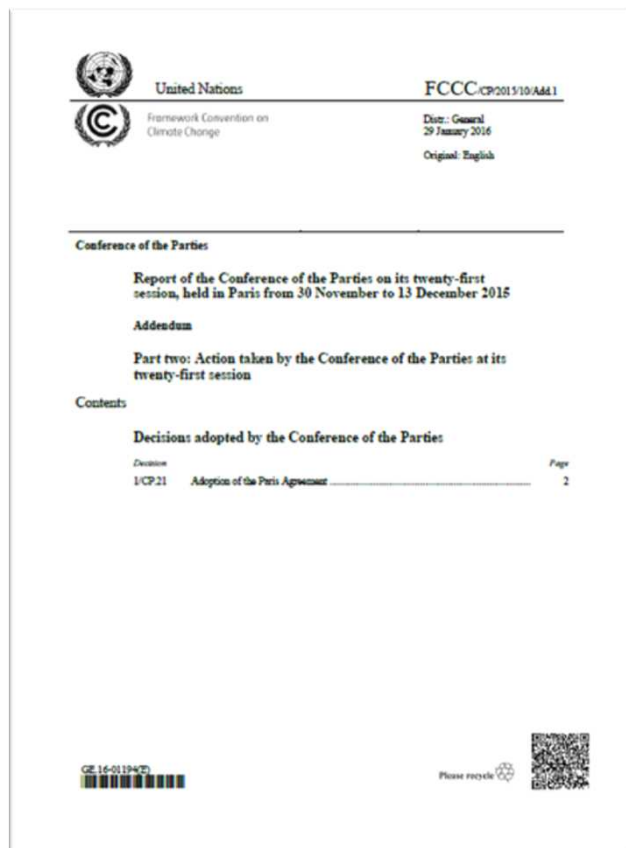 United Nations
FCCC/CP/2015/10/Add.1
Framework Convention on
Climate Change
Distr.: General
29 January 2016
Original: English
Conference of the Parties
Report of the Conference of the Parties on its twenty-first
session, held in Paris from 30 November to 13 December 2015
Addendum
Part two: Action taken by the Conference of the Parties at its
twenty-first session
Contents
Decisions adopted by the Conference of the Parties
Decision Page
1/CP.21 Adoption of the Paris Agreement 2
GE.16-01194(E)
Please recycle